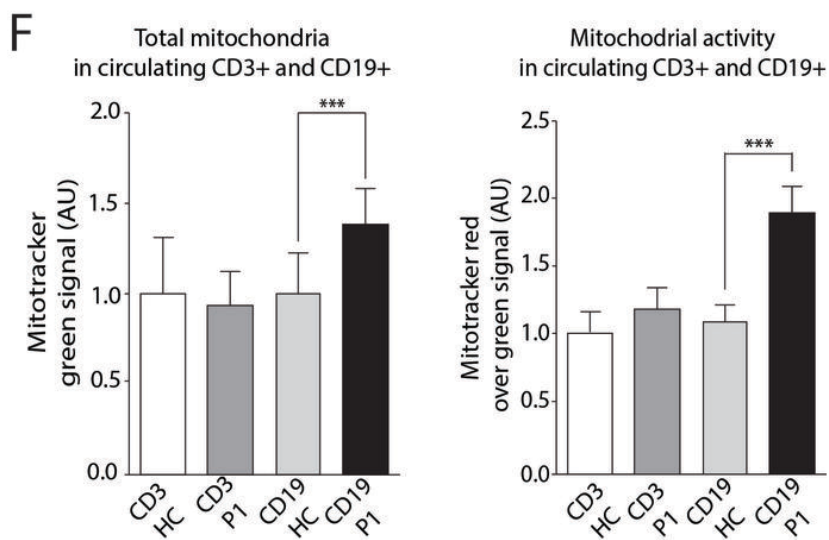 F
Total mitochondria
in circulating CD3+ and CD19+
Mitotracker
green signal (AU)
2.0
1.5
1.0
0.5
0.0
***
CD3
HC
CD3
P1
CD19
HC
CD19
P1
Mitochodrial activity
in circulating CD3+ and CD19+
Mitotracker red
over green signal (AU)
2.5
2.0
1.5
1.0
0.5
0.0
***
CD3
HC
CD3
P1
CD19
HC
CD19
P1